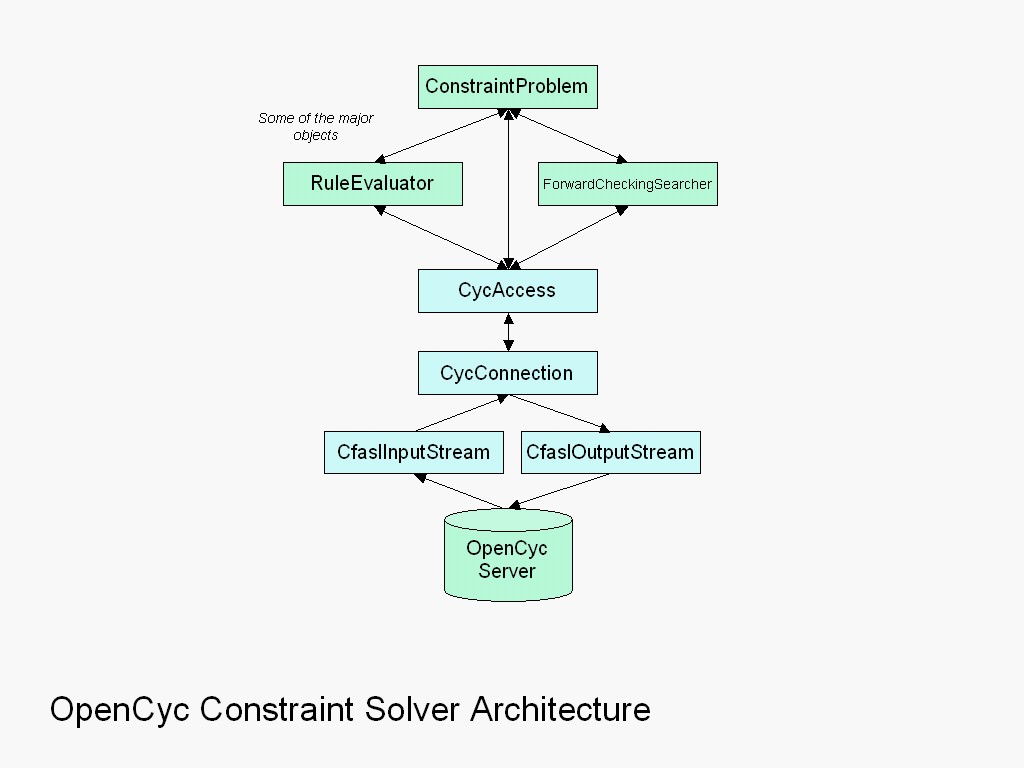 ConstraintProblem
Some of the major
objects
RuleEvaluator
ForwardCheckingSearcher
CycAccess
CycConnection
CfaslInputStream
CfaslOutputStream
OpenCyc
Server
OpenCyc Constraint Solver Architecture